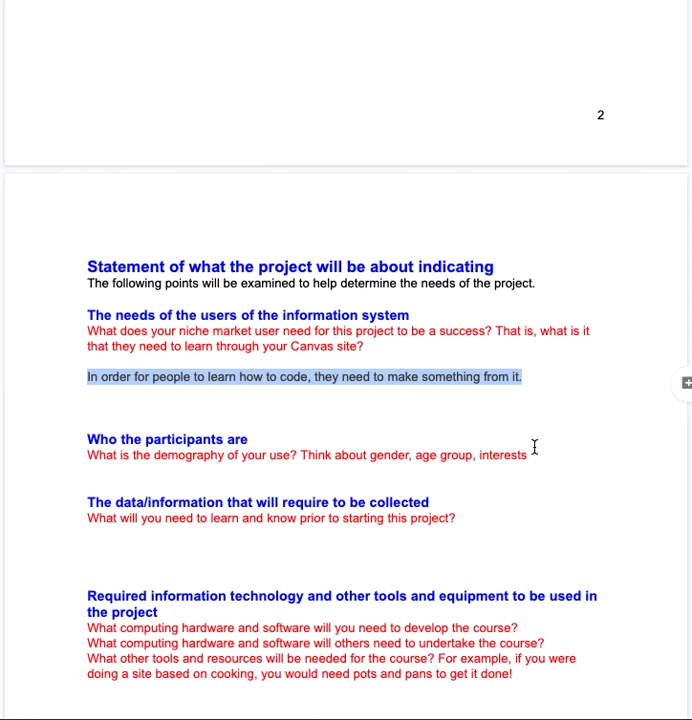 2
Statement of what the project will be about indicating
The following points will be examined to help determine the needs of the project.
The needs of the users of the information system
What does your niche market user need for this project to be a success? That is, what is it
that they need to learn through your Canvas site?
In order for people to learn how to code, they need to make something from it.
Who the participants are
What is the demography of your use? Think about gender, age group, interests
The data/information that will require to be collected
What will you need to learn and know prior to starting this project?
Required information technology and other tools and equipment to be used in
the project
What computing hardware and software will you need to develop the course?
What computing hardware and software will others need to undertake the course?
What other tools and resources will be needed for the course? For example, if you were
doing a site based on cooking, you would need pots and pans to get it done!